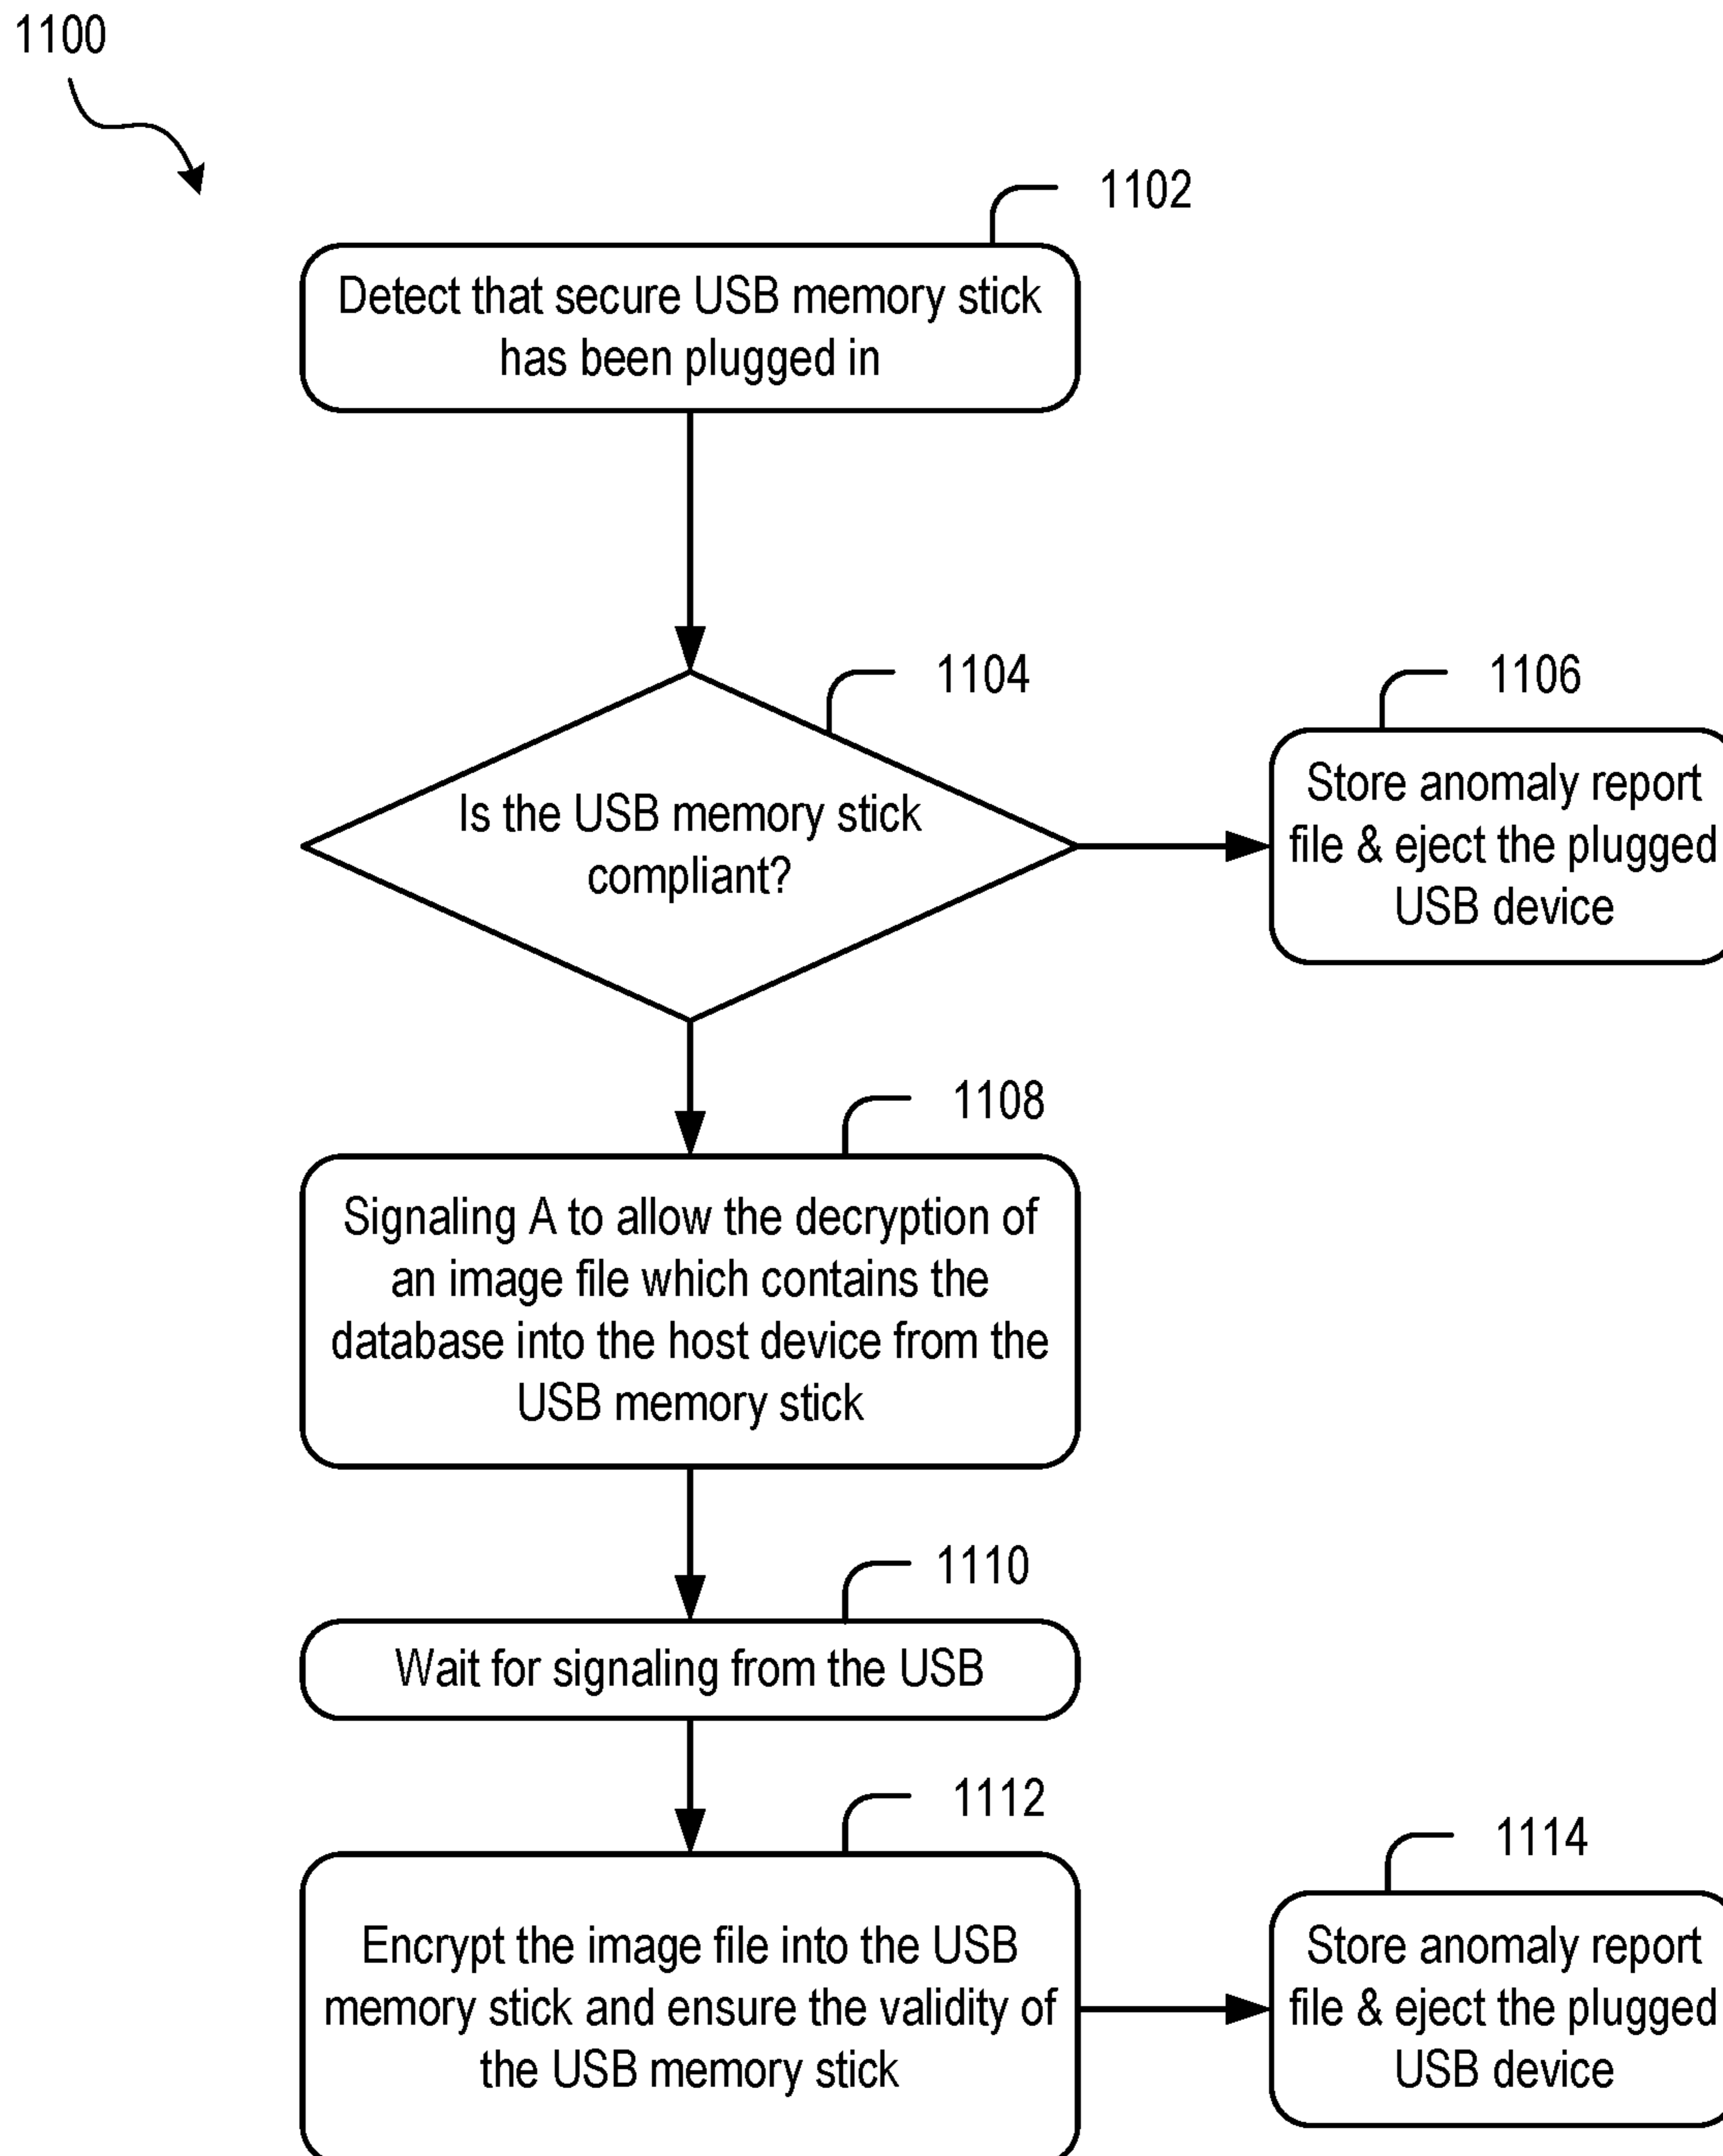 1100
1102
Detect that secure USB memory stick
has been plugged in
1104
Is the USB memory stick
compliant?
1106
Store anomaly report
file & eject the plugged
USB device
1108
Signaling A to allow the decryption of
an image file which contains the
database into the host device from the
USB memory stick
1110
Wait for signaling from the USB
1112
Encrypt the image file into the USB
memory stick and ensure the validity of
the USB memory stick
1114
Store anomaly report
file & eject the plugged
USB device